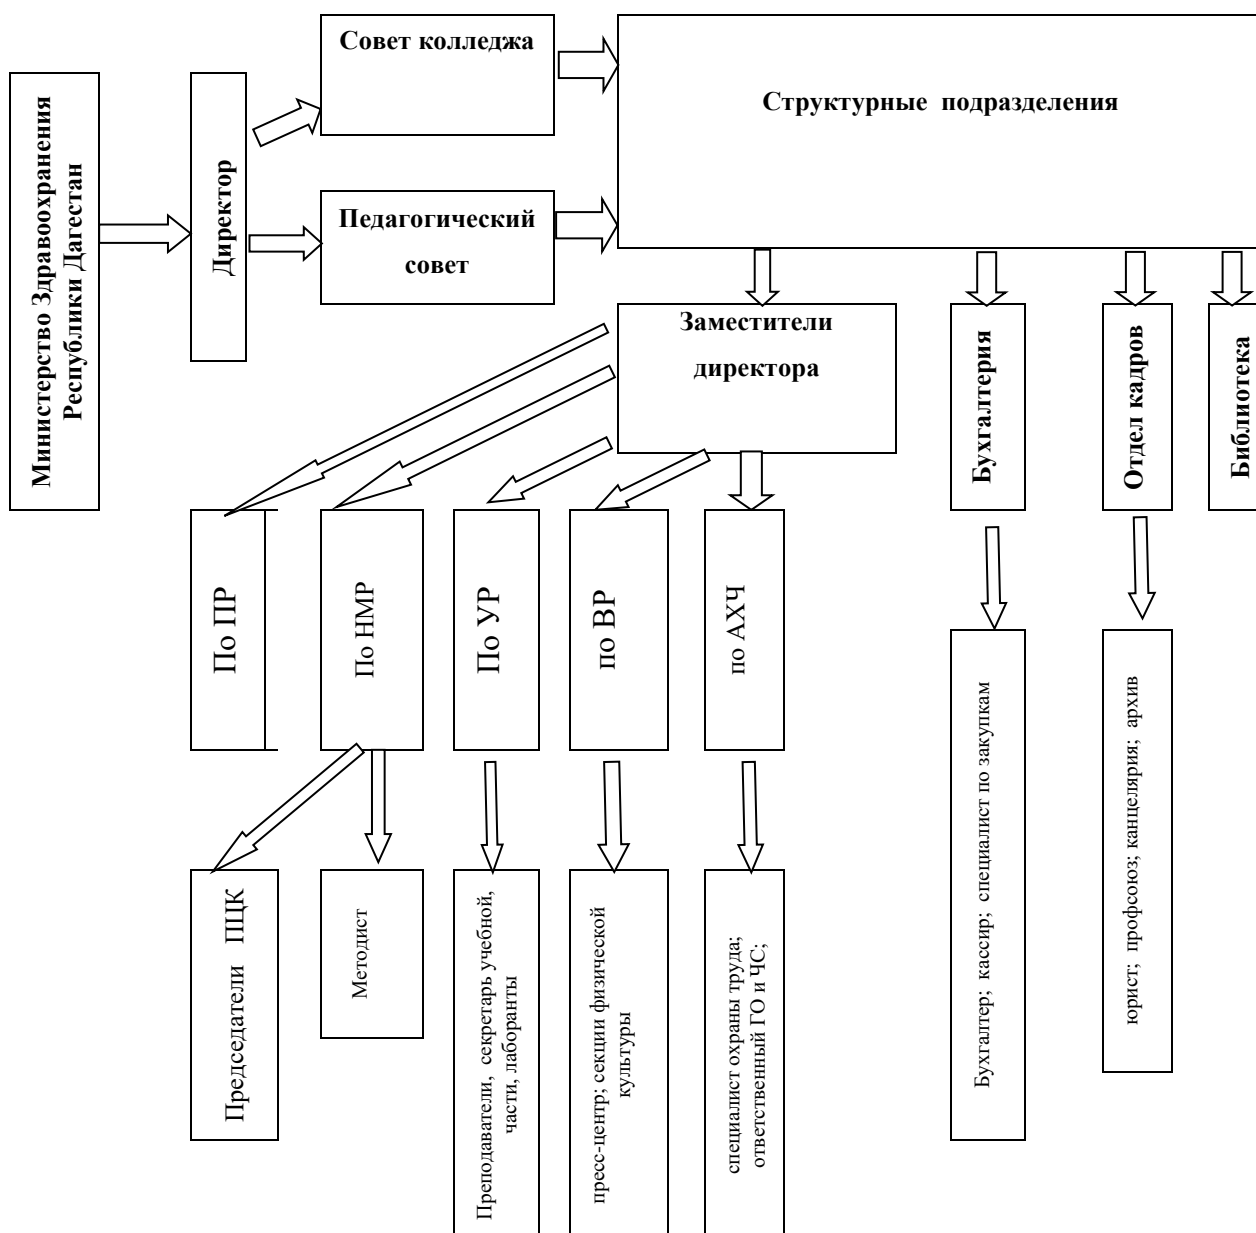 Министерство Здравоохранения
Республики Дагестан
Директор
Совет колледжа
Педагогический
совет
Структурные подразделения
Заместители
директора
Бухгалтерия
Отдел кадров
Библиотека
По ПР
По НМР
По УР
по ВР
по АХЧ
Председатели ПЦК
Методист
Преподаватели, секретарь учебной,
части, лаборанты
пресс-центр; секции физической
культуры
специалист охраны труда;
ответственный ГО и ЧС;
Бухгалтер; кассир; специалист по закупкам
юрист; профсоюз; канцелярия; архив